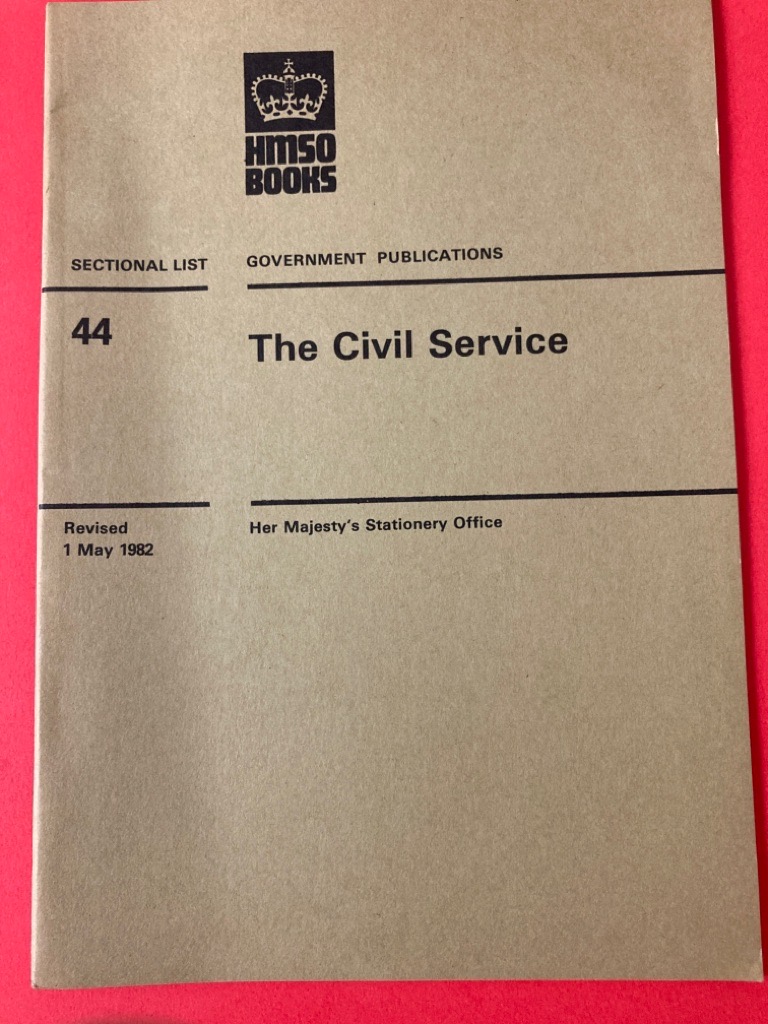 HMSO
BOOKS
SECTIONAL LIST
GOVERNMENT PUBLICATIONS
44
The Civil Service
Revised
1 May 1982
Her Majesty's Stationery Office